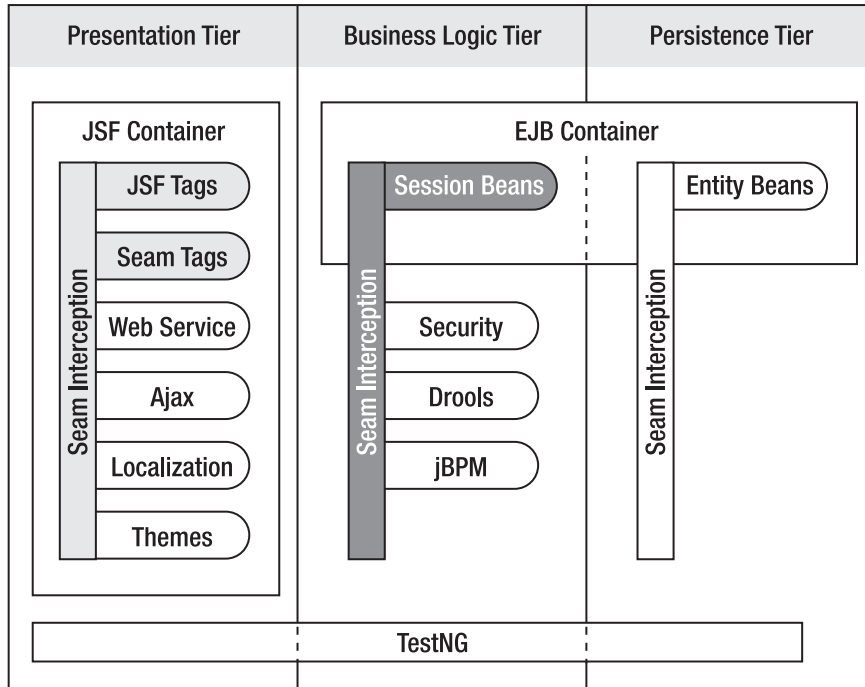 Presentation Tier
Business Logic Tier
Persistence Tier
JSF Container
EJB Container
Seam Interception
JSF Tags
Seam Tags
Web Service
Ajax
Localization
Themes
Seam Interception
Session Beans
Security
Drools
jBPM
Seam Interception
Entity Beans
TestNG